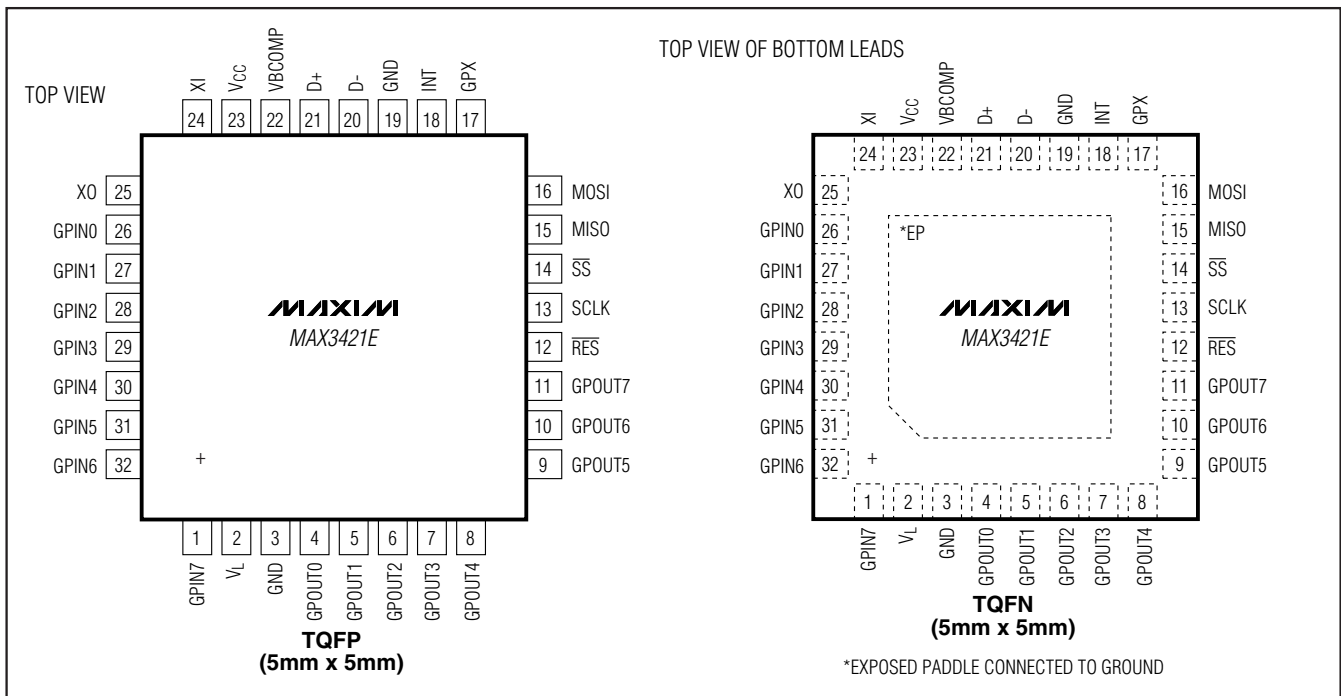 TOP VIEW
XI
VCC
VBCOMP
D+
D-
GND
INT
GPX
24 23 22 21 20 19 18 17
XO 25
GPIN0 26
GPIN1 27
GPIN2 28
GPIN3 29
GPIN4 30
GPIN5 31
GPIN6 32
16 MOSI
15 MISO
14 S̅S̅
13 SCLK
12 R̅E̅S̅
11 GPOUT7
10 GPOUT6
9 GPOUT5
MAXIM
MAX3421E
+
1 2 3 4 5 6 7 8
GPIN7
VL
GND
GPOUT0
GPOUT1
GPOUT2
GPOUT3
GPOUT4
TQFP
(5mm x 5mm)
TOP VIEW OF BOTTOM LEADS
XI
VCC
VBCOMP
D+
D-
GND
INT
GPX
24 23 22 21 20 19 18 17
XO 25
GPIN0 26
GPIN1 27
GPIN2 28
GPIN3 29
GPIN4 30
GPIN5 31
GPIN6 32
16 MOSI
15 MISO
14 S̅S̅
13 SCLK
12 R̅E̅S̅
11 GPOUT7
10 GPOUT6
9 GPOUT5
*EP
MAXIM
MAX3421E
+
1 2 3 4 5 6 7 8
GPIN7
VL
GND
GPOUT0
GPOUT1
GPOUT2
GPOUT3
GPOUT4
TQFN
(5mm x 5mm)
*EXPOSED PADDLE CONNECTED TO GROUND